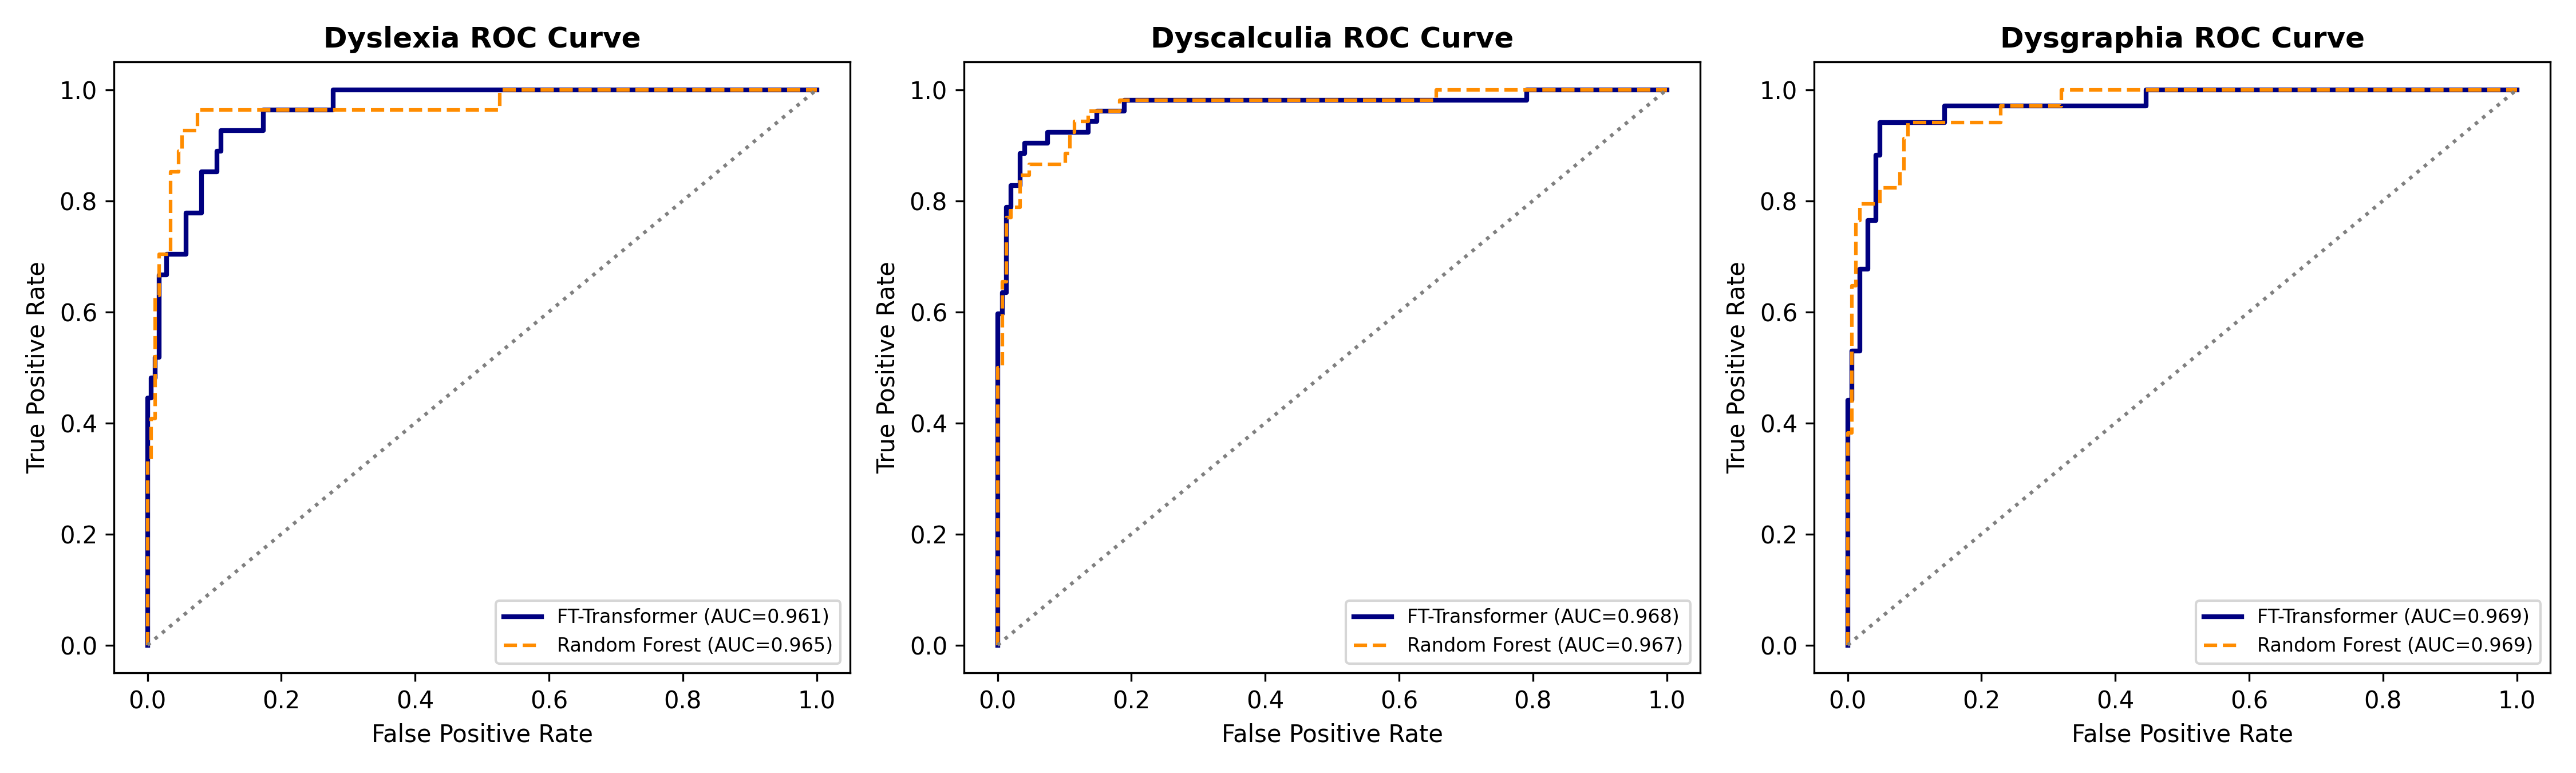 Dyslexia ROC Curve
True Positive Rate
1.0
0.8
0.6
0.4
0.2
0.0
0.0 0.2 0.4 0.6 0.8 1.0
False Positive Rate
FT-Transformer (AUC=0.961)
Random Forest (AUC=0.965)
Dyscalculia ROC Curve
True Positive Rate
1.0
0.8
0.6
0.4
0.2
0.0
0.0 0.2 0.4 0.6 0.8 1.0
False Positive Rate
FT-Transformer (AUC=0.968)
Random Forest (AUC=0.967)
Dysgraphia ROC Curve
True Positive Rate
1.0
0.8
0.6
0.4
0.2
0.0
0.0 0.2 0.4 0.6 0.8 1.0
False Positive Rate
FT-Transformer (AUC=0.969)
Random Forest (AUC=0.969)